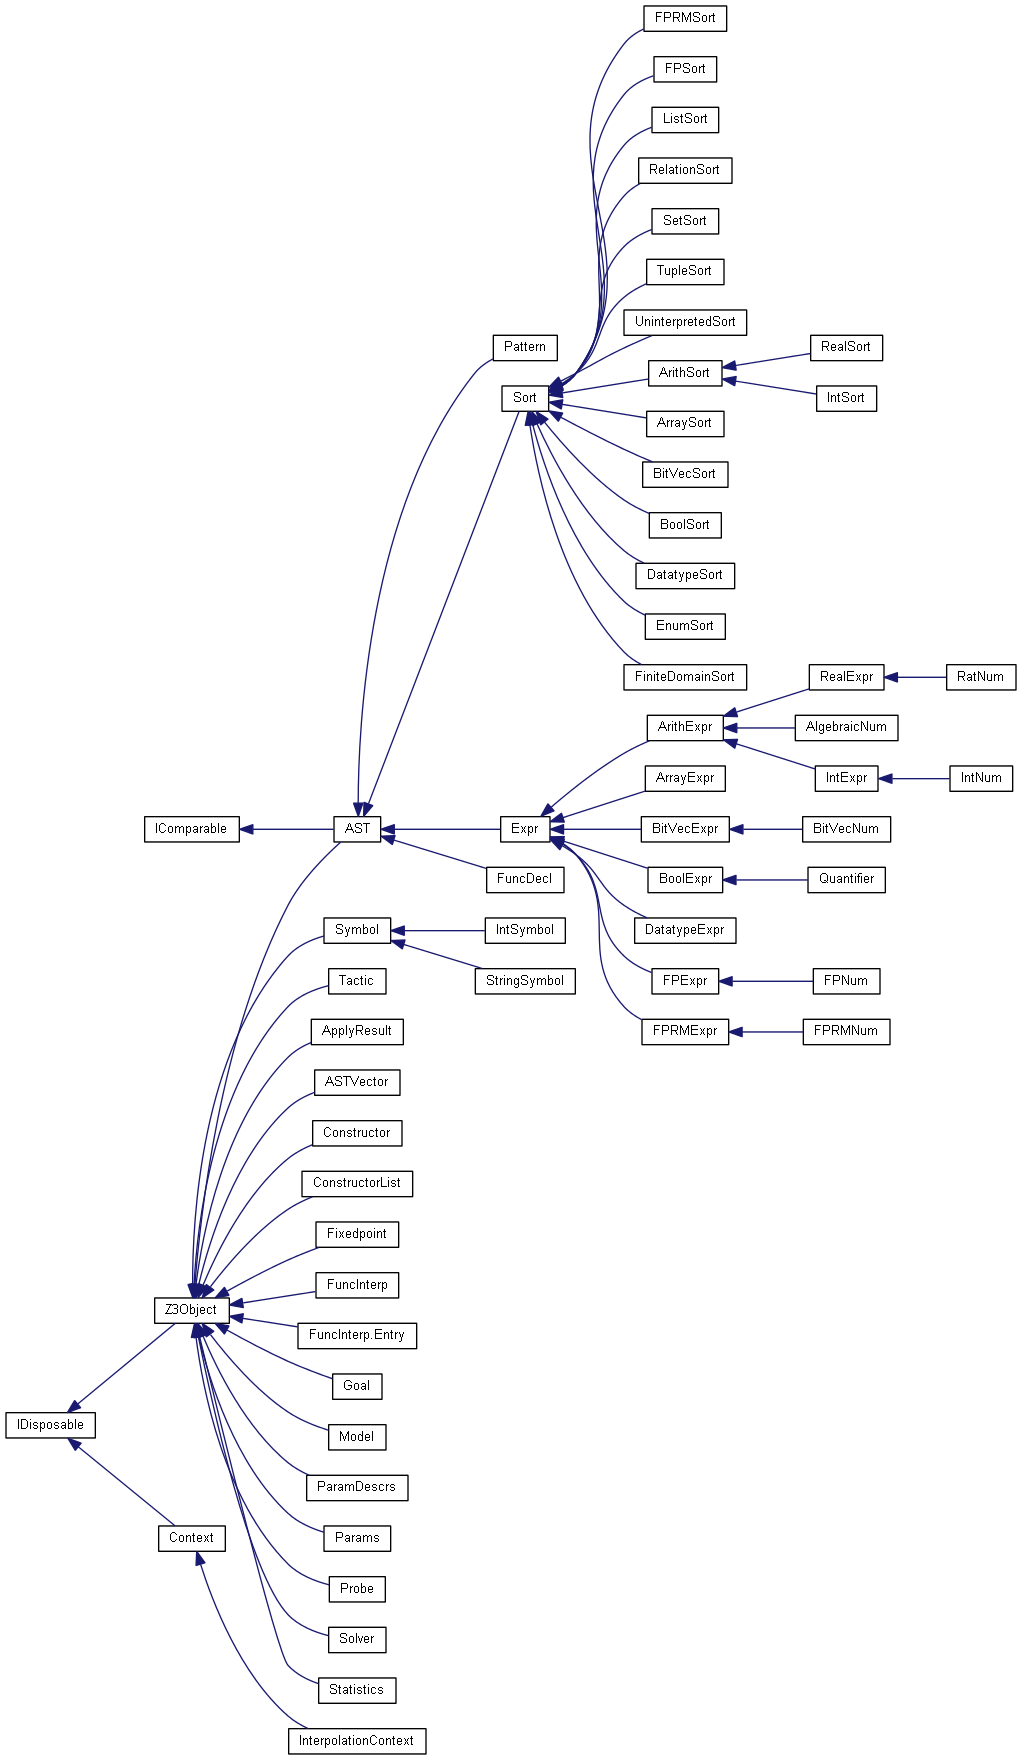 FPRMSort
FPSort
ListSort
RelationSort
SetSort
TupleSort
UninterpretedSort
Pattern
RealSort
ArithSort
Sort
IntSort
ArraySort
BitVecSort
BoolSort
DatatypeSort
EnumSort
FiniteDomainSort
RealExpr
RatNum
ArithExpr
AlgebraicNum
ArrayExpr
IntExpr
IntNum
IComparable
AST
Expr
BitVecExpr
BitVecNum
FuncDecl
BoolExpr
Quantifier
Symbol
IntSymbol
DatatypeExpr
Tactic
StringSymbol
FPExpr
FPNum
ApplyResult
FPRMExpr
FPRMNum
ASTVector
Constructor
ConstructorList
Fixedpoint
FuncInterp
Z3Object
FuncInterp.Entry
Goal
IDisposable
Model
ParamDescrs
Context
Params
Probe
Solver
Statistics
InterpolationContext